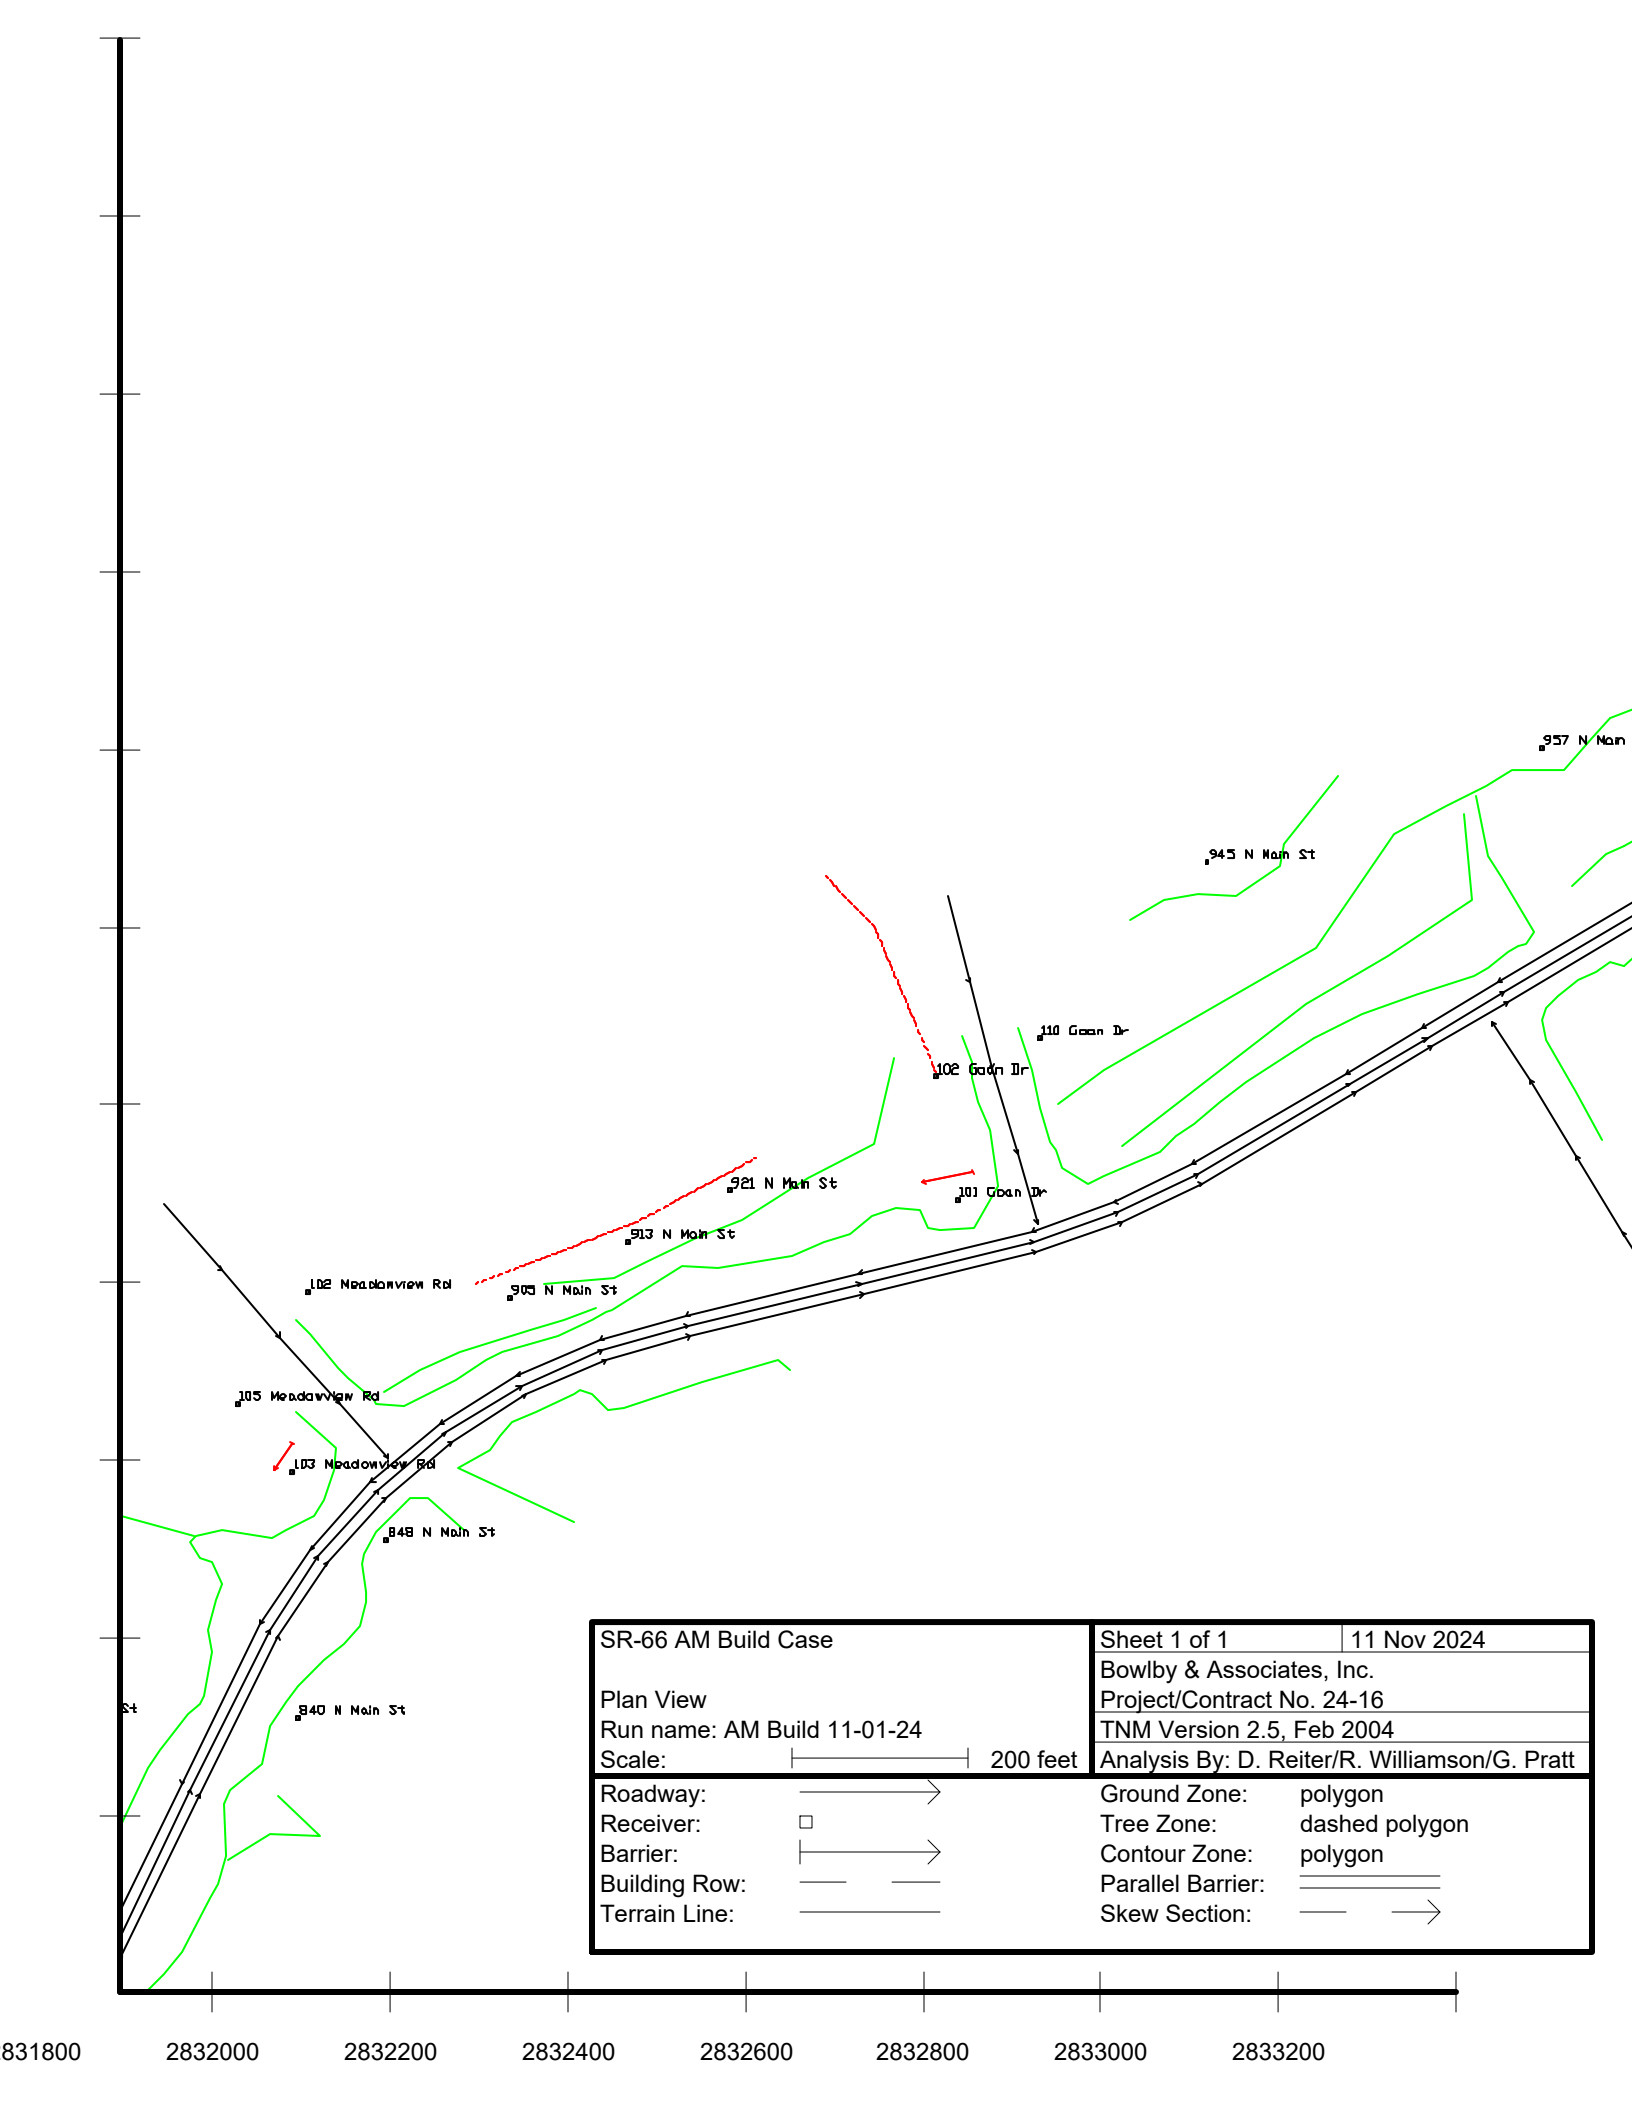 957 N Main
945 N Main St
110 Goan Dr
102 Goan Dr
921 N Main St
101 Goan Dr
913 N Main St
102 Meadowview Rd
905 N Main St
105 Meadowview Rd
103 Meadowview Rd
848 N Main St
St
840 N Main St
SR-66 AM Build Case
Plan View
Run name: AM Build 11-01-24
Scale: 200 feet
Sheet 1 of 1 11 Nov 2024
Bowlby & Associates, Inc.
Project/Contract No. 24-16
TNM Version 2.5, Feb 2004
Analysis By: D. Reiter/R. Williamson/G. Pratt
Roadway:
Receiver:
Barrier:
Building Row:
Terrain Line:
Ground Zone: polygon
Tree Zone: dashed polygon
Contour Zone: polygon
Parallel Barrier:
Skew Section:
831800 2832000 2832200 2832400 2832600 2832800 2833000 2833200